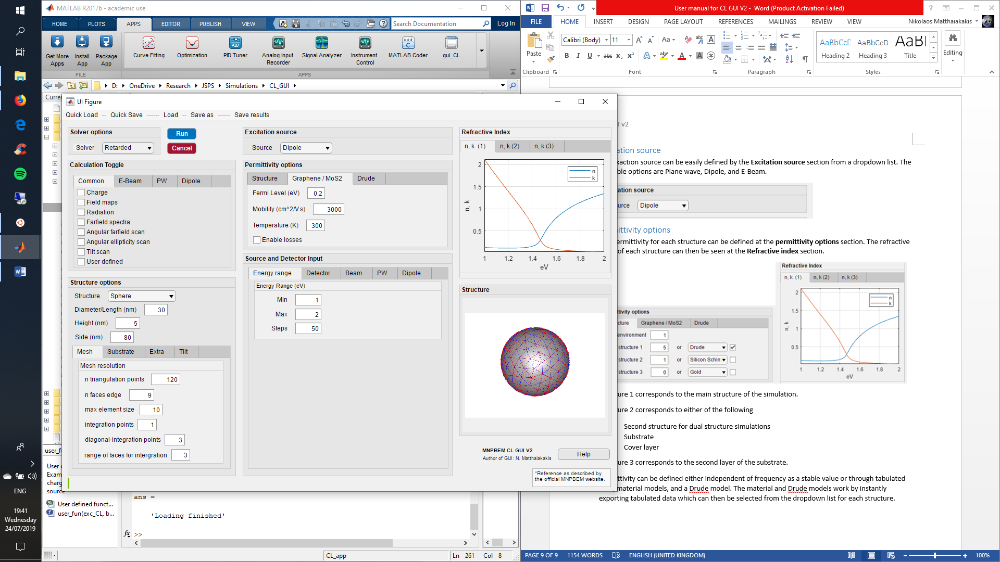 MATLAB R2017b - academic use
HOME PLOTS APPS EDITOR PUBLISH VIEW
Search Documentation
Log In
Get More Apps
Install App
Package App
Curve Fitting
Optimization
PID Tuner
Analog Input Recorder
Signal Analyzer
Instrument Control
MATLAB Coder
gui_CL
FILE
APPS
D: OneDrive Research JSPS Simulations CL_GUI
Curre
UI Figure
Quick Load -- Quick Save ------ Load -- Save as ------ Save results
Solver options
Solver Retarded
Run
Cancel
Calculation Toggle
Common E-Beam PW Dipole
Charge
Field maps
Radiation
Farfield spectra
Angular farfield scan
Angular ellipticity scan
Tilt scan
User defined
Structure options
Structure Sphere
Diameter/Length (nm) 30
Height (nm) 5
Side (nm) 80
Mesh Substrate Extra Tilt
Mesh resolution
n triangulation points 120
n faces edge 9
max element size 10
integration points 1
diagonal-integration points 3
range of faces for intergration 3
Excitation source
Source Dipole
Permittivity options
Structure Graphene / MoS2 Drude
Fermi Level (eV) 0.2
Mobility (cm^2/V.s) 3000
Temperature (K) 300
Enable losses
Source and Detector Input
Energy range Detector Beam PW Dipole
Energy Range (eV)
Min 1
Max 2
Steps 50
Refractive Index
n, k (1) n, k (2) n, k (3)
n
k
2
1.5
1
0.5
n, k
1 1.2 1.4 1.6 1.8 2
eV
Structure
MNPBEM CL GUI V2
Author of GUI: N. Matthaiakakis
Help
*Reference as described by
the official MNPBEM website.
user_f
User d
Exam
charg
source
User defined funct...
user_fun(exc_CL, b...
ans =
'Loading finished'
fx >>
CL_app
Ln 261 Col 8
ENG
19:41
Wednesday
24/07/2019
User manual for CL GUI V2 - Word (Product Activation Failed)
FILE HOME INSERT DESIGN PAGE LAYOUT REFERENCES MAILINGS REVIEW VIEW
Nikolaos Matthaiakakis
Paste
Calibri (Body) 11
B I U abc x₂ x²
AaBbCcD AaBbCcD AaBl
Heading 2 Heading 3 Title
Editing
Clipboard Font Paragraph Styles
I v2
ation source
xaction source can be easily defined by the Excitation source section from a dropdown list. The
ble options are Plane wave, Dipole, and E-Beam.
ation source
urce Dipole
ittivity options
ermittivity for each structure can be defined at the permittivity options section. The refractive
of each structure can then be seen at the Refractive index section.
ttivity options
cture Graphene / MoS2 Drude
environment 1
structure 1 5 or Drude
structure 2 1 or Silicon Schin
structure 3 0 or Gold
Refractive Index
n, k (1) n, k (2) n, k (3)
n
k
2
1.5
1
0.5
n, k
1 1.2 1.4 1.6 1.8 2
eV
ure 1 corresponds to the main structure of the simulation.
ure 2 corresponds to either of the following
Second structure for dual structure simulations
Substrate
Cover layer
ure 3 corresponds to the second layer of the substrate.
ttivity can be defined either independent of frequency as a stable value or through tabulated
material models, and a Drude model. The material and Drude models work by instantly
exporting tabulated data which can then be selected from the dropdown list for each structure.
PAGE 9 OF 9 1154 WORDS ENGLISH (UNITED KINGDOM)
100%